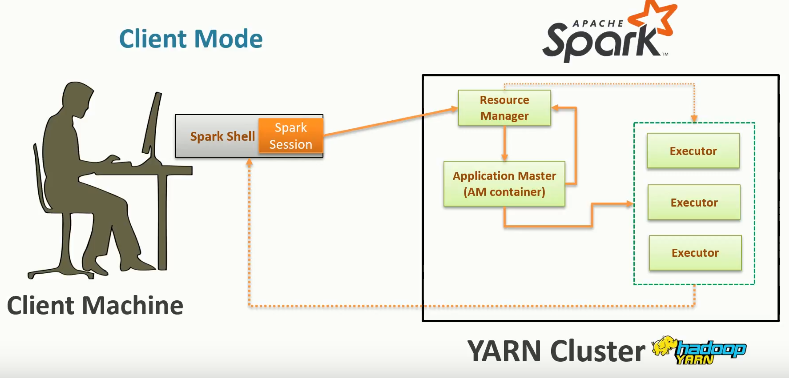 Client Mode
APACHE
Spark
TM
Resource
Manager
Spark Shell
Spark
Session
Application Master
(AM container)
Executor
Executor
Executor
Client Machine
YARN Cluster
hadoop
YARN